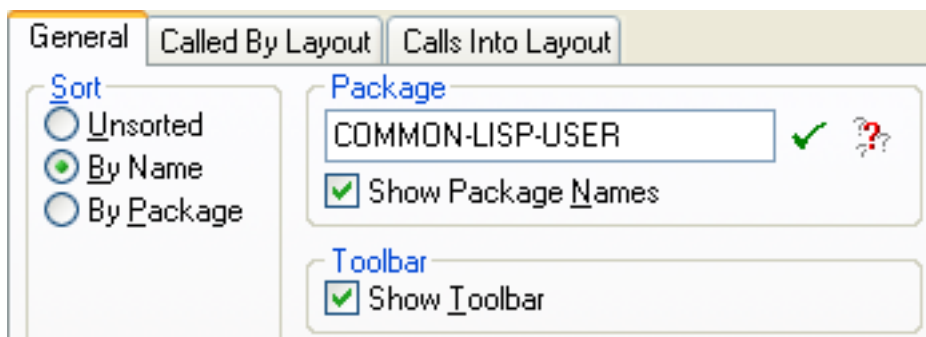 General Called By Layout Calls Into Layout
Sort
Unsorted
By Name
By Package
Package
COMMON-LISP-USER
Show Package Names
Toolbar
Show Toolbar